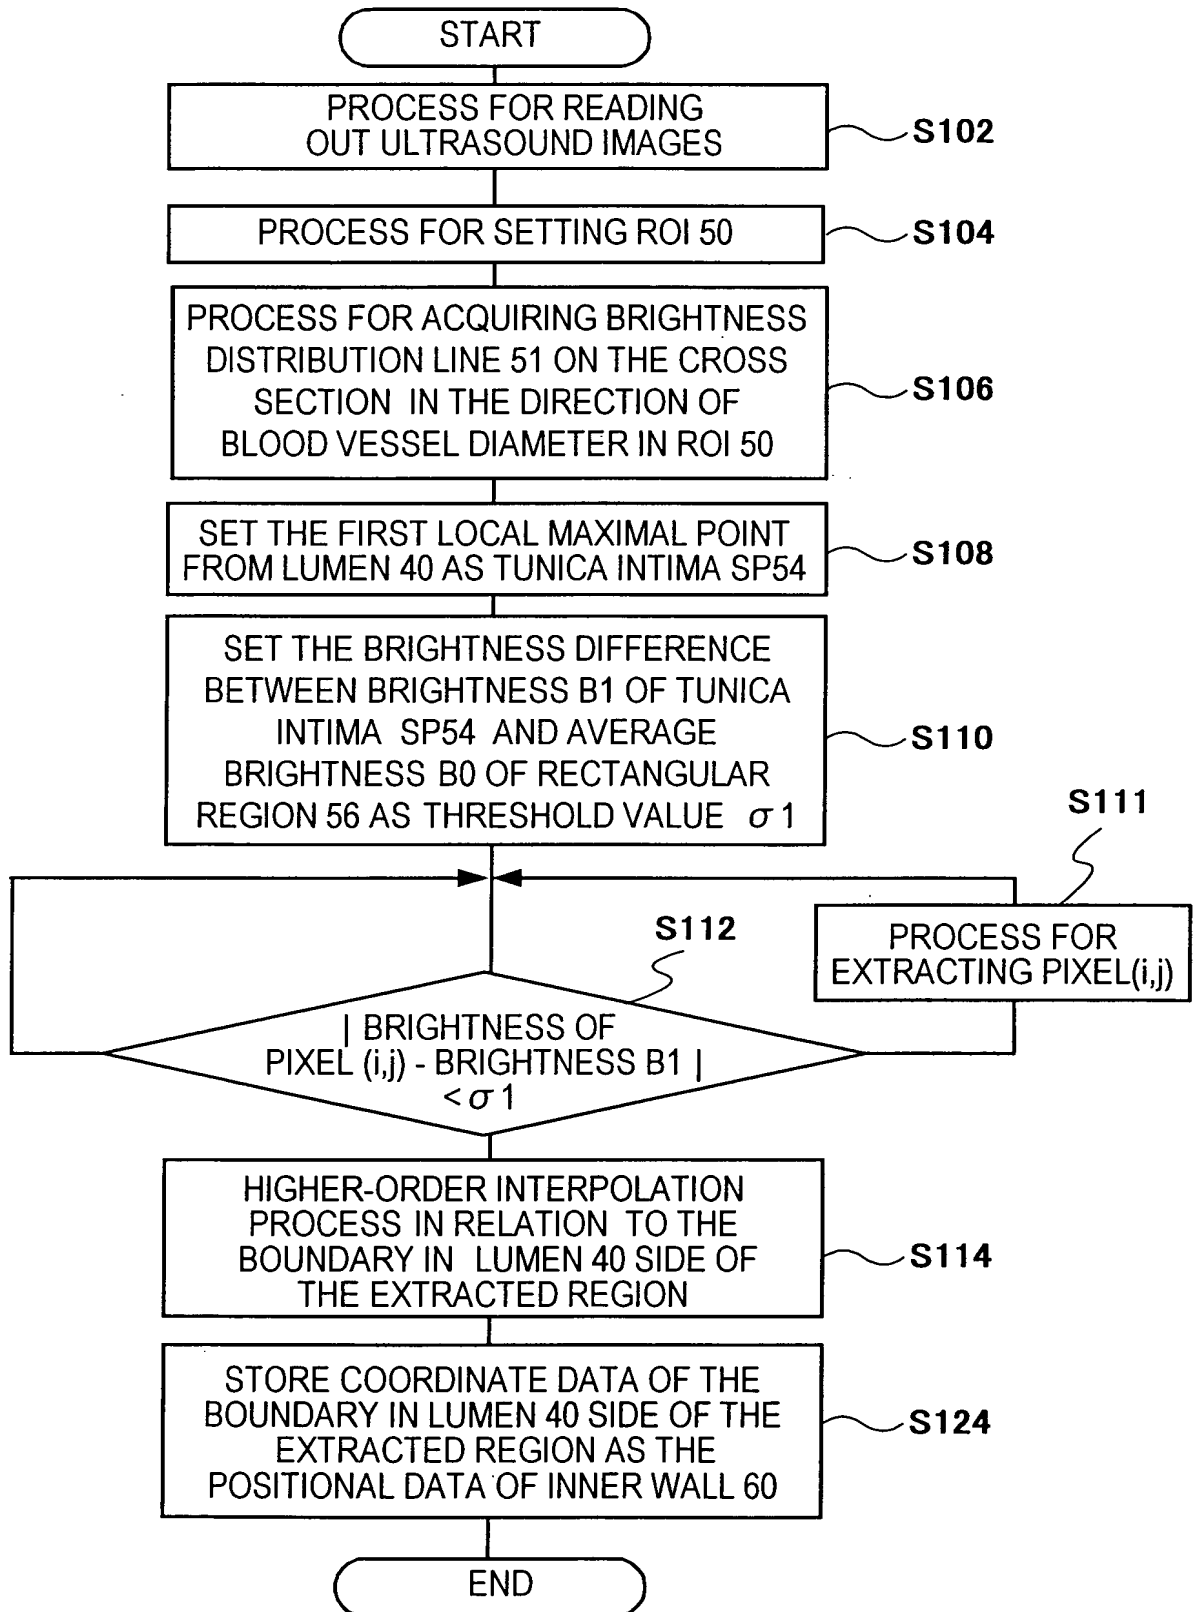 START
PROCESS FOR READING
OUT ULTRASOUND IMAGES
S102
PROCESS FOR SETTING ROI 50
S104
PROCESS FOR ACQUIRING BRIGHTNESS
DISTRIBUTION LINE 51 ON THE CROSS
SECTION IN THE DIRECTION OF
BLOOD VESSEL DIAMETER IN ROI 50
S106
SET THE FIRST LOCAL MAXIMAL POINT
FROM LUMEN 40 AS TUNICA INTIMA SP54
S108
SET THE BRIGHTNESS DIFFERENCE
BETWEEN BRIGHTNESS B1 OF TUNICA
INTIMA SP54 AND AVERAGE
BRIGHTNESS B0 OF RECTANGULAR
REGION 56 AS THRESHOLD VALUE σ 1
S110
S111
PROCESS FOR
EXTRACTING PIXEL(i,j)
S112
| BRIGHTNESS OF
PIXEL (i,j) - BRIGHTNESS B1 |
< σ 1
HIGHER-ORDER INTERPOLATION
PROCESS IN RELATION TO THE
BOUNDARY IN LUMEN 40 SIDE OF
THE EXTRACTED REGION
S114
STORE COORDINATE DATA OF THE
BOUNDARY IN LUMEN 40 SIDE OF THE
EXTRACTED REGION AS THE
POSITIONAL DATA OF INNER WALL 60
S124
END